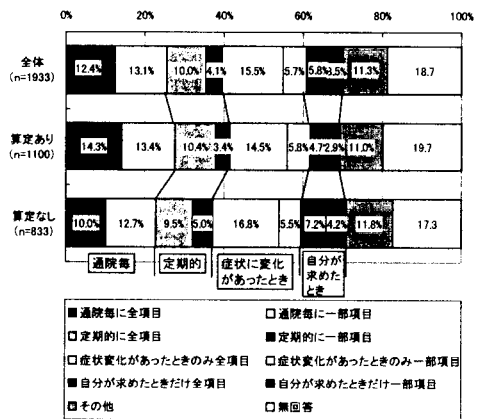 0% 20% 40% 60% 80% 100%
全体
(n=1933)
12.4% 13.1% 10.0% 4.1% 15.5% 5.7% 5.8% 3.5% 11.3% 18.7
算定あり
(n=1100)
14.3% 13.4% 10.4% 3.4% 14.5% 5.8% 4.7% 2.9% 11.0% 19.7
算定なし
(n=833)
10.0% 12.7% 9.5% 5.0% 16.8% 5.5% 7.2% 4.2% 11.8% 17.3
通院毎 定期的 症状に変化があったとき 自分が求めたとき
通院毎に全項目 通院毎に一部項目
定期的に全項目 定期的に一部項目
症状変化があったときのみ全項目 症状変化があったときのみ一部項目
自分が求めたときだけ全項目 自分が求めたときだけ一部項目
その他 無回答